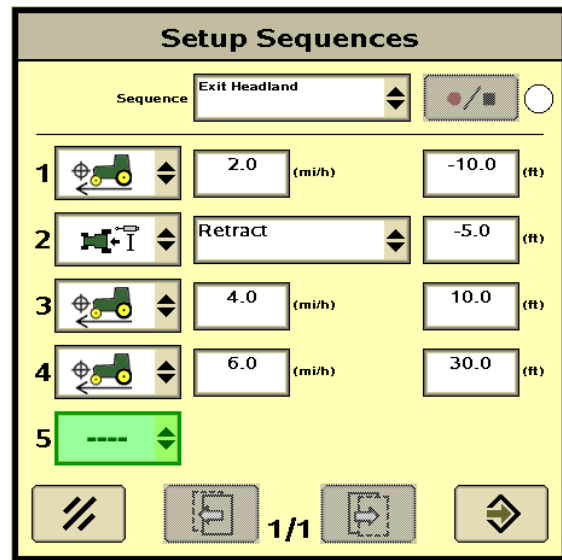 Setup Sequences
Sequence Exit Headland
1 2.0 (mi/h) -10.0 (ft)
2 Retract -5.0 (ft)
3 4.0 (mi/h) 10.0 (ft)
4 6.0 (mi/h) 30.0 (ft)
5 ----
1/1